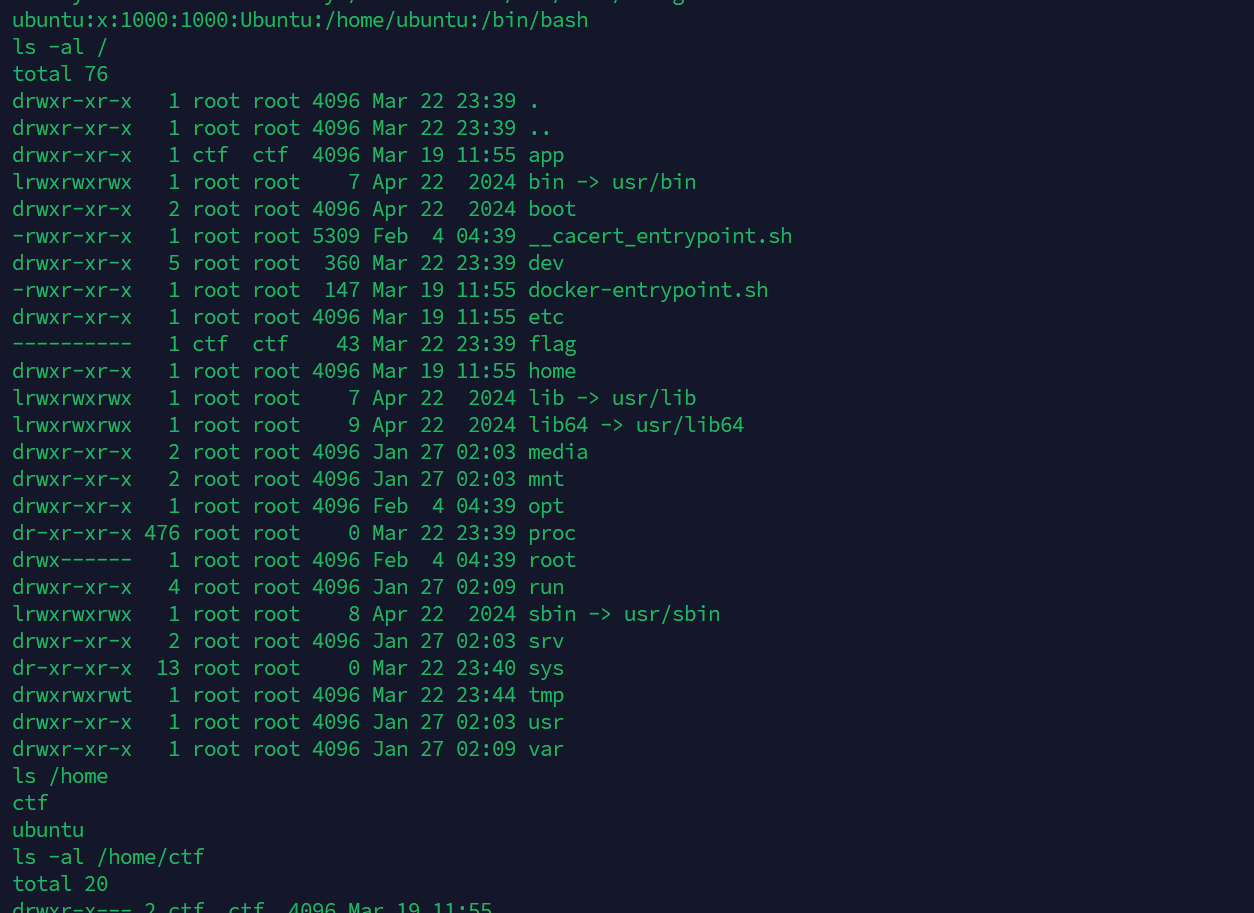 ubuntu:x:1000:1000:Ubuntu:/home/ubuntu:/bin/bash
ls -al /
total 76
drwxr-xr-x   1 root root 4096 Mar 22 23:39 .
drwxr-xr-x   1 root root 4096 Mar 22 23:39 ..
drwxr-xr-x   1 ctf  ctf  4096 Mar 19 11:55 app
lrwxrwxrwx   1 root root    7 Apr 22  2024 bin -> usr/bin
drwxr-xr-x   2 root root 4096 Apr 22  2024 boot
-rwxr-xr-x   1 root root 5309 Feb  4 04:39 __cacert_entrypoint.sh
drwxr-xr-x   5 root root  360 Mar 22 23:39 dev
-rwxr-xr-x   1 root root  147 Mar 19 11:55 docker-entrypoint.sh
drwxr-xr-x   1 root root 4096 Mar 19 11:55 etc
----------   1 ctf  ctf    43 Mar 22 23:39 flag
drwxr-xr-x   1 root root 4096 Mar 19 11:55 home
lrwxrwxrwx   1 root root    7 Apr 22  2024 lib -> usr/lib
lrwxrwxrwx   1 root root    9 Apr 22  2024 lib64 -> usr/lib64
drwxr-xr-x   2 root root 4096 Jan 27 02:03 media
drwxr-xr-x   2 root root 4096 Jan 27 02:03 mnt
drwxr-xr-x   1 root root 4096 Feb  4 04:39 opt
dr-xr-xr-x 476 root root    0 Mar 22 23:39 proc
drwx------   1 root root 4096 Feb  4 04:39 root
drwxr-xr-x   4 root root 4096 Jan 27 02:09 run
lrwxrwxrwx   1 root root    8 Apr 22  2024 sbin -> usr/sbin
drwxr-xr-x   2 root root 4096 Jan 27 02:03 srv
dr-xr-xr-x  13 root root    0 Mar 22 23:40 sys
drwxrwxrwt   1 root root 4096 Mar 22 23:44 tmp
drwxr-xr-x   1 root root 4096 Jan 27 02:03 usr
drwxr-xr-x   1 root root 4096 Jan 27 02:09 var
ls /home
ctf
ubuntu
ls -al /home/ctf
total 20
drwxr-x--- 2 ctf  ctf  4096 Mar 19 11:55